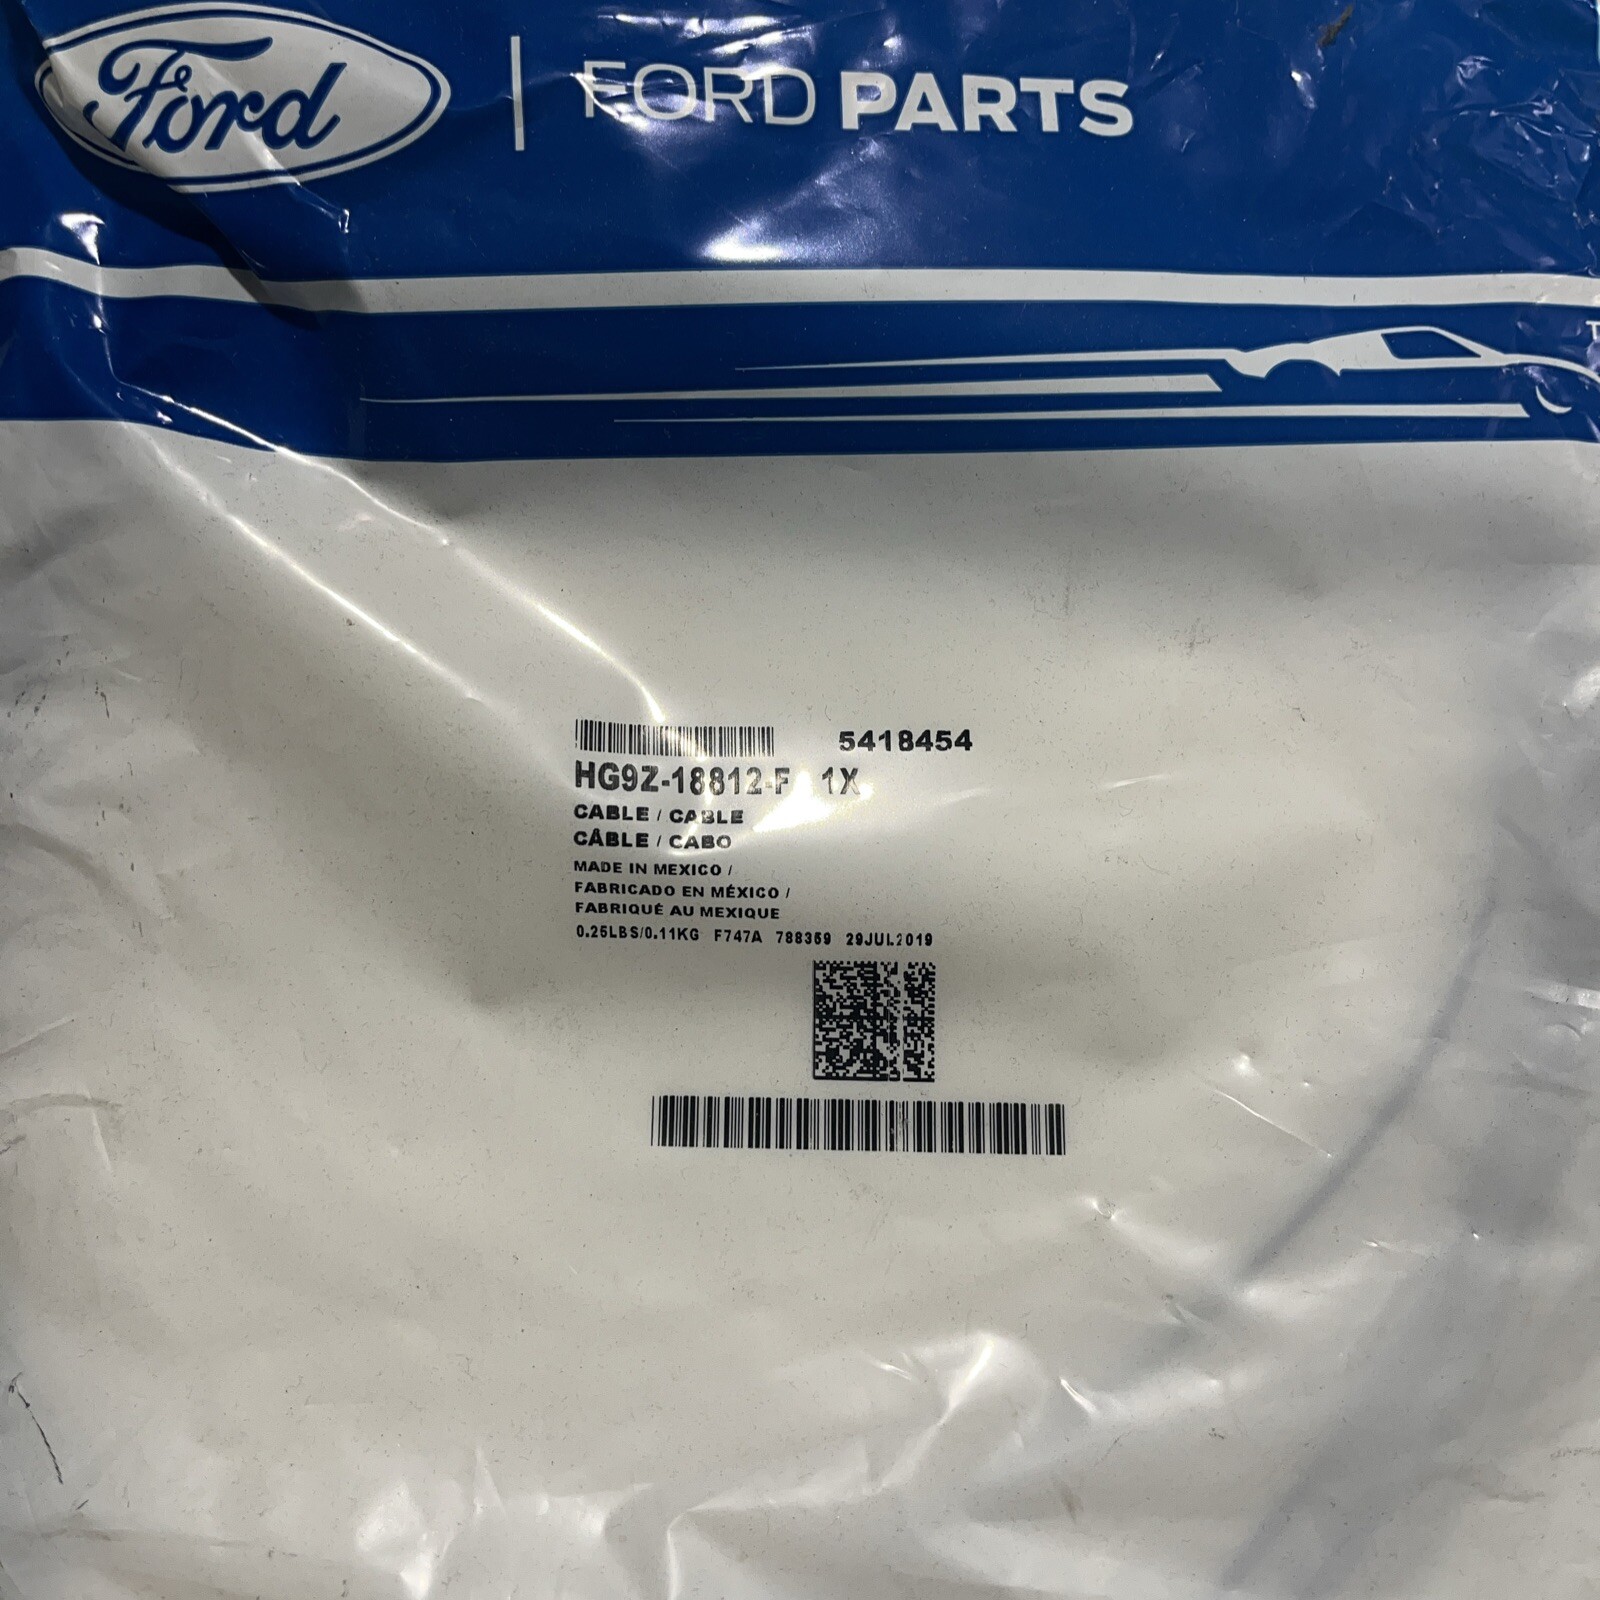 Ford
FORD PARTS
5418454
HG9Z-18812-F 1X
CABLE / CABLE
CÂBLE / CABO
MADE IN MEXICO /
FABRICADO EN MÉXICO /
FABRIQUÉ AU MEXIQUE
0.25LBS/0.11KG F747A 788359 29JUL2019